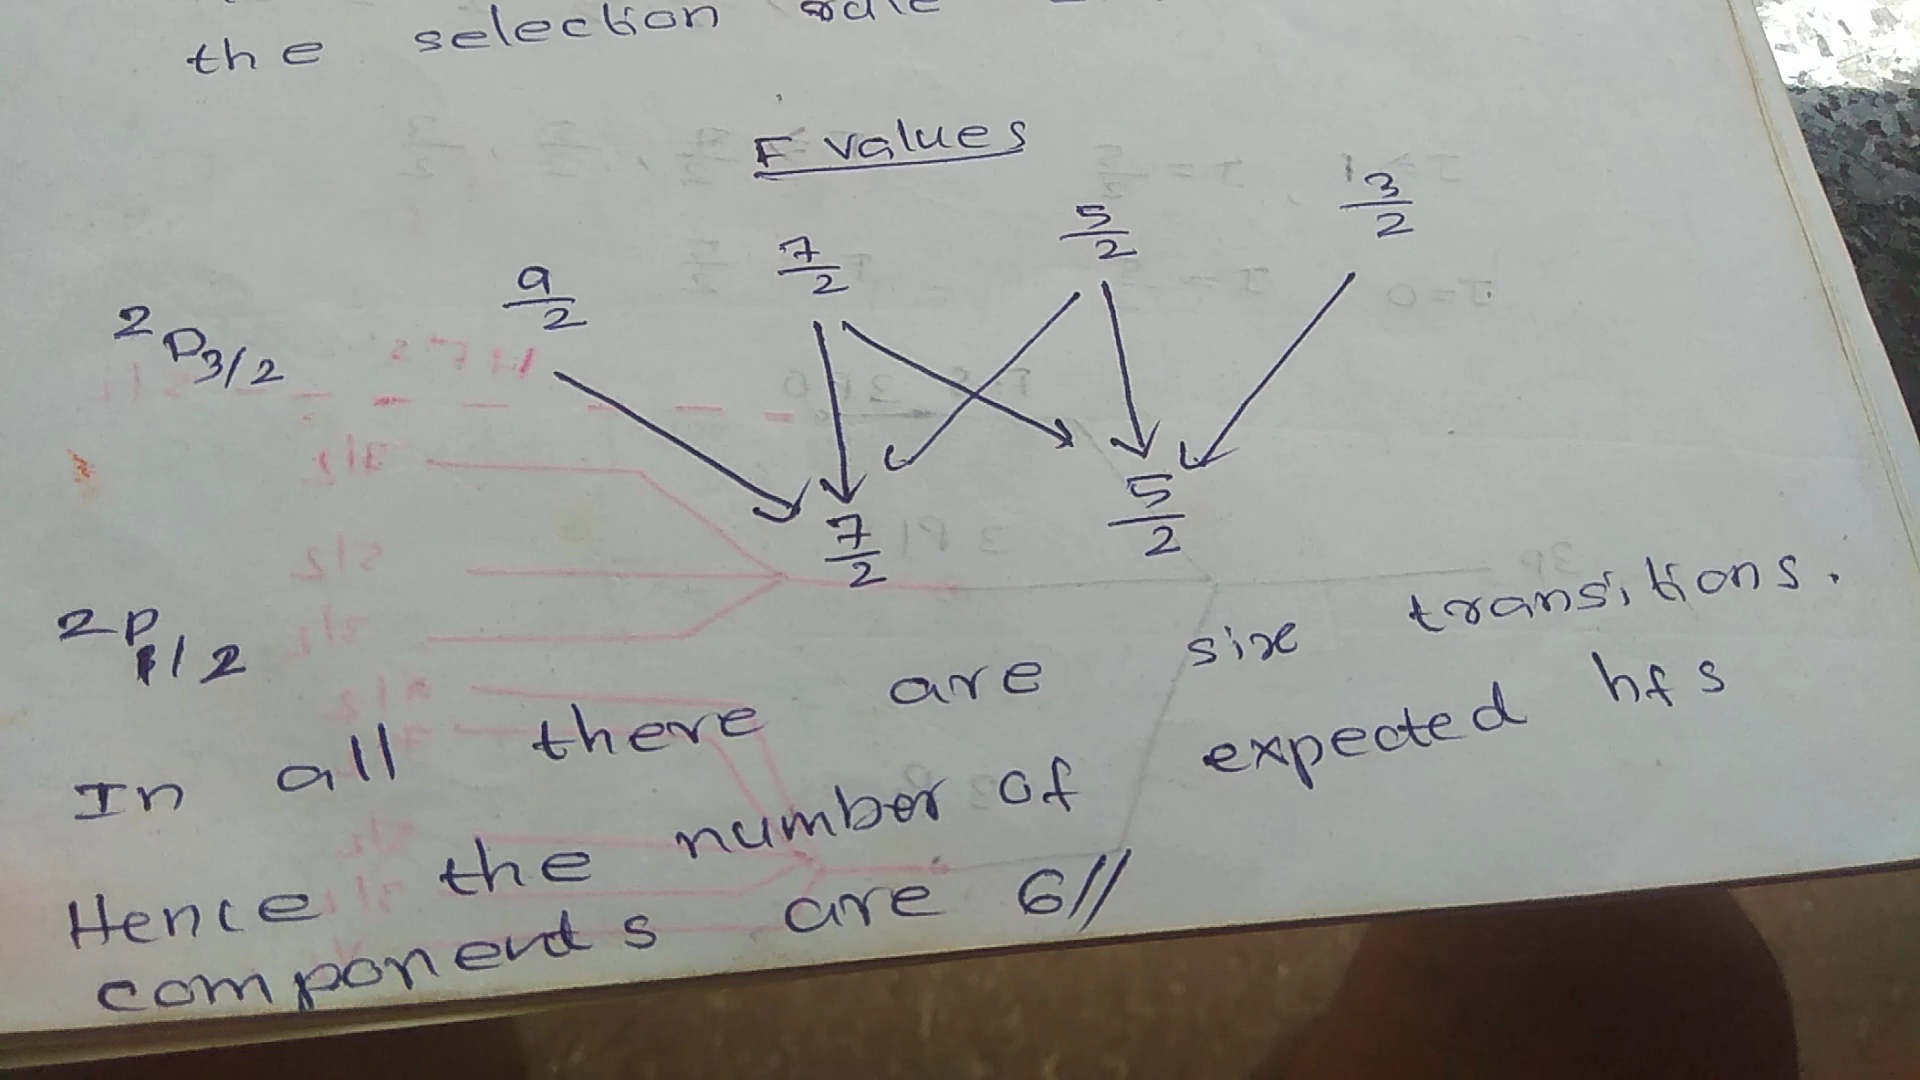 the selection rule
F values
9/2 7/2 5/2 3/2
²P3/2
7/2 5/2
2P1/2
In all there are six transitions.
Hence the number of expected hfs
components are 6//